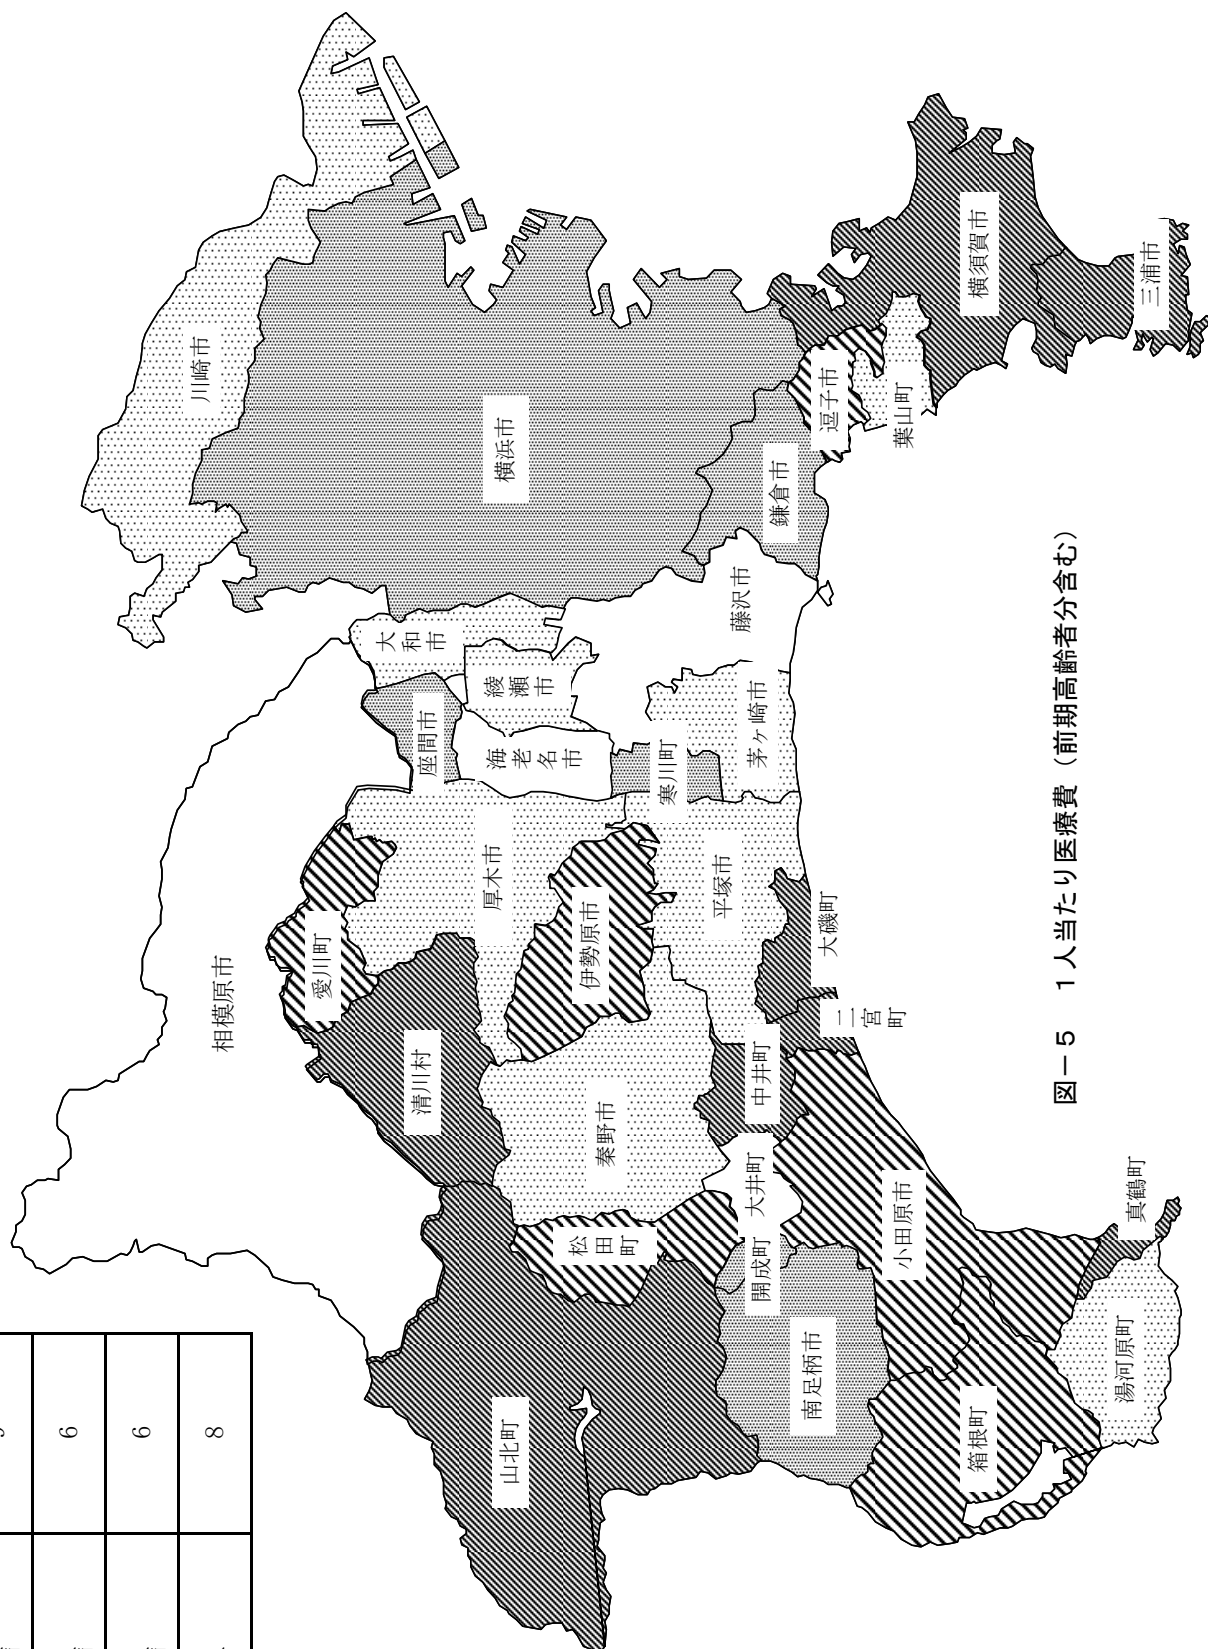 川崎市
横浜市
相模原市
大和市
綾瀬市
座間市
海老名市
藤沢市
鎌倉市
逗子市
葉山町
横須賀市
三浦市
寒川町
茅ヶ崎市
厚木市
愛川町
清川村
伊勢原市
平塚市
大磯町
二宮町
中井町
秦野市
大井町
松田町
開成町
小田原市
山北町
南足柄市
箱根町
真鶴町
湯河原町
6
6
8
図－5　1人当たり医療費（前期高齢者分含む）